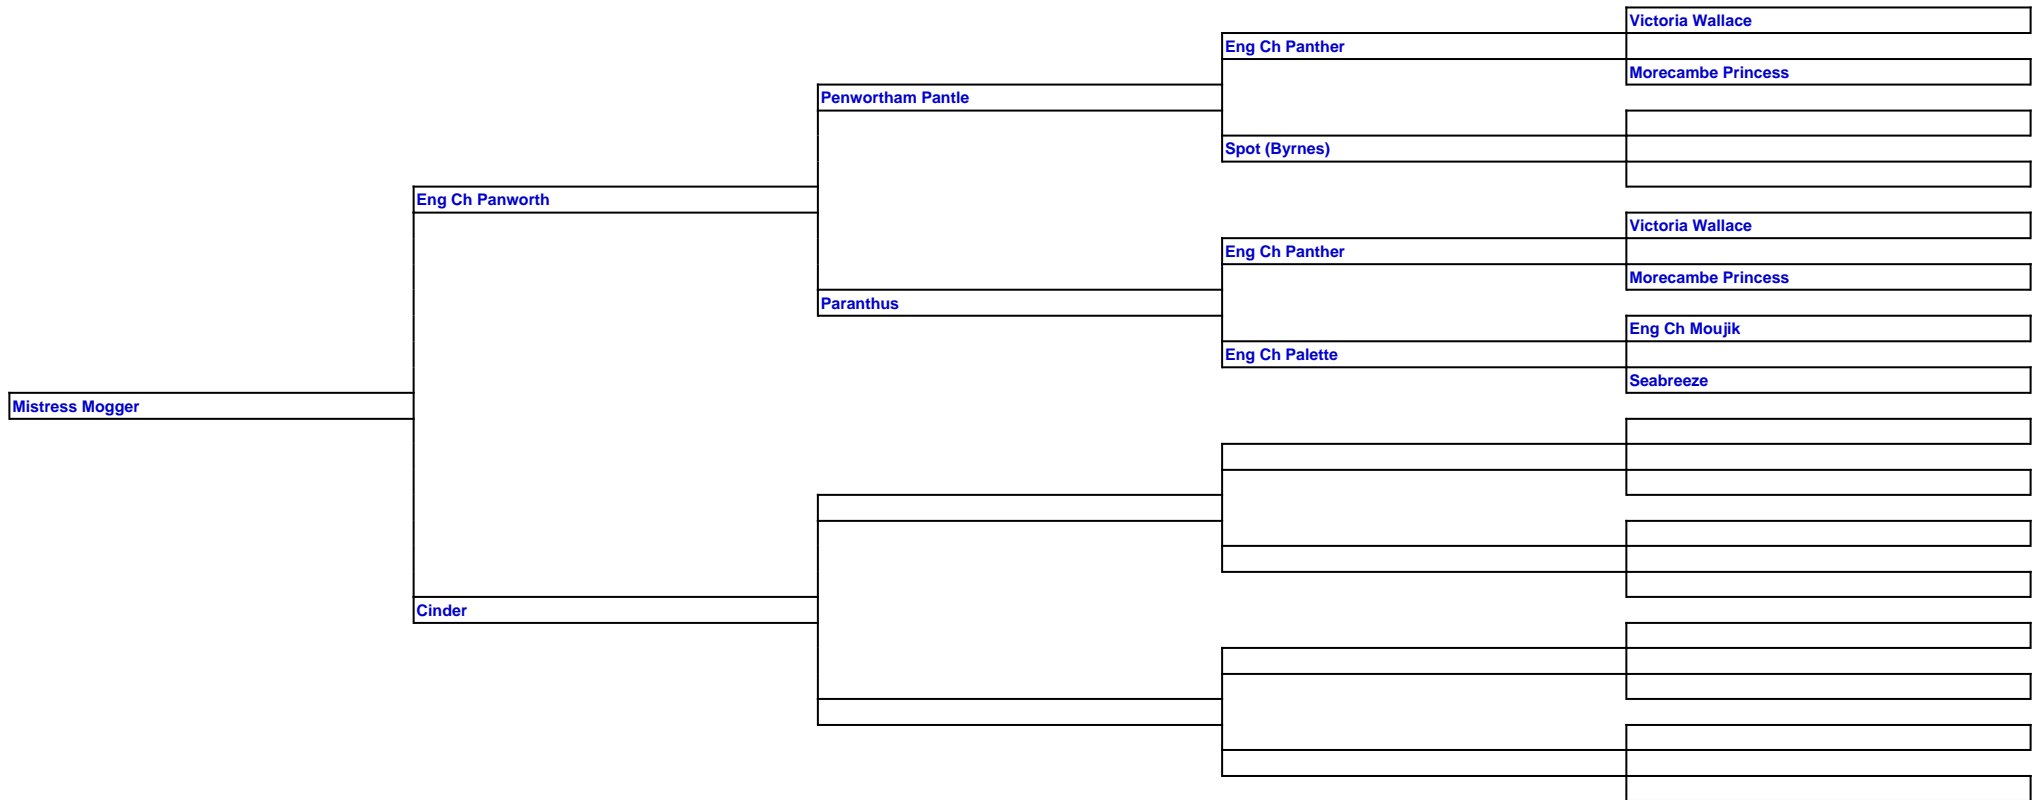 Victoria Wallace
Eng Ch Panther
Morecambe Princess
Penwortham Pantle
Spot (Byrnes)
Eng Ch Panworth
Victoria Wallace
Eng Ch Panther
Morecambe Princess
Paranthus
Eng Ch Moujik
Eng Ch Palette
Seabreeze
Mistress Mogger
Cinder